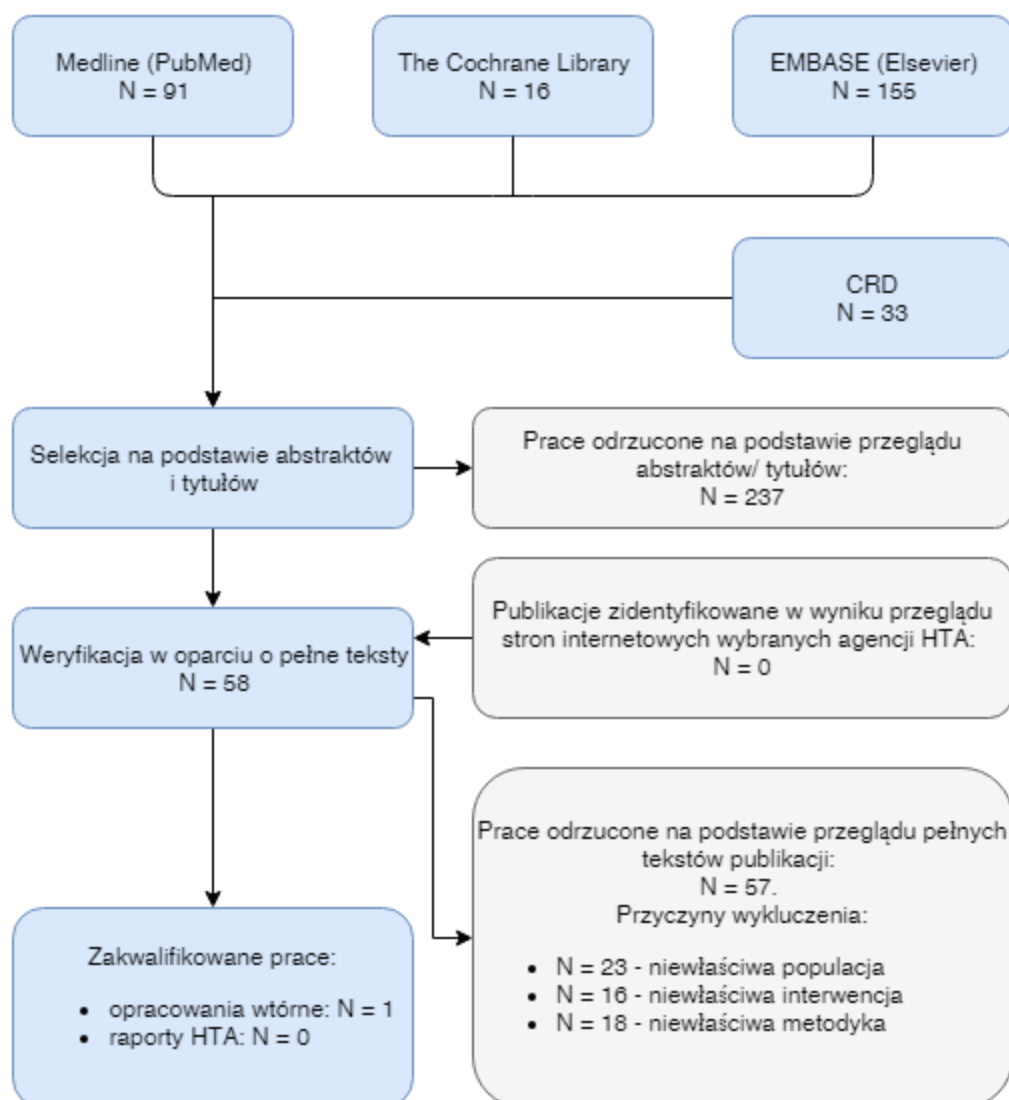 Medline (PubMed)
N = 91
The Cochrane Library
N = 16
EMBASE (Elsevier)
N = 155
CRD
N = 33
Selekcja na podstawie abstraktów
i tytułów
Prace odrzucone na podstawie przeglądu
abstraktów/ tytułów:
N = 237
Publikacje zidentyfikowane w wyniku przeglądu
stron internetowych wybranych agencji HTA:
N = 0
Weryfikacja w oparciu o pełne teksty
N = 58
Prace odrzucone na podstawie przeglądu pełnych
tekstów publikacji:
N = 57.
Przyczyny wykluczenia:
• N = 23 - niewłaściwa populacja
• N = 16 - niewłaściwa interwencja
• N = 18 - niewłaściwa metodyka
Zakwalifikowane prace:
• opracowania wtórne: N = 1
• raporty HTA: N = 0